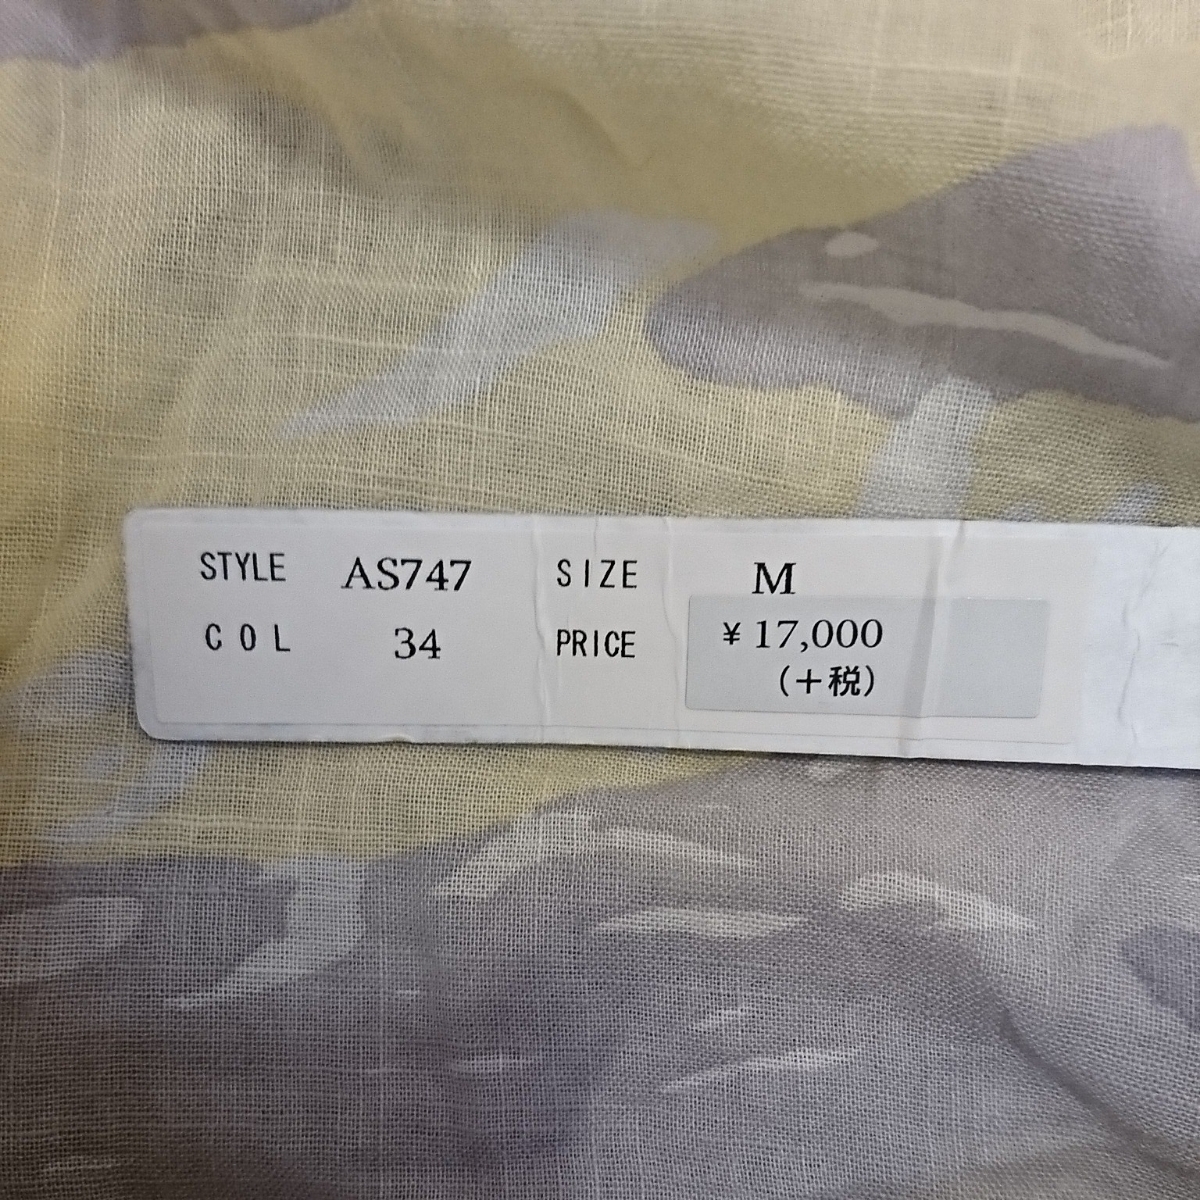 STYLE AS747 SIZE M
COL 34 PRICE ¥17,000
(+税)